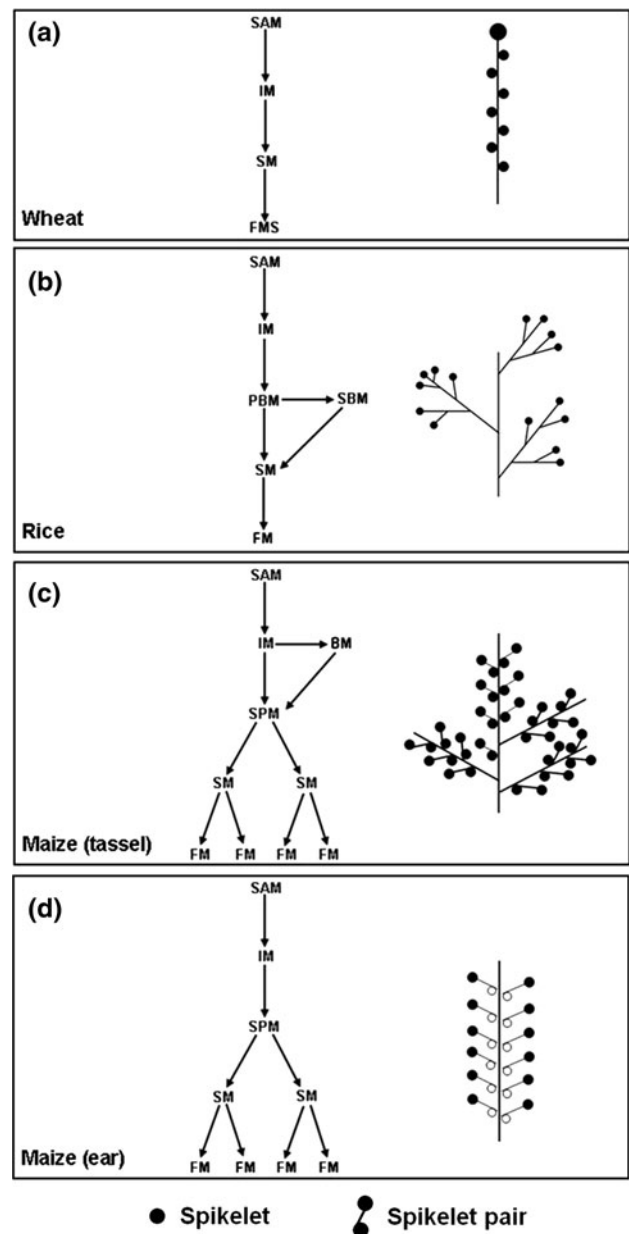 (a)
SAM
IM
SM
FMS
Wheat
(b)
SAM
IM
PBM SBM
SM
FM
Rice
(c)
SAM
IM BM
SPM
SM SM
FM FM FM FM
Maize (tassel)
(d)
SAM
IM
SPM
SM SM
FM FM FM FM
Maize (ear)
Spikelet Spikelet pair